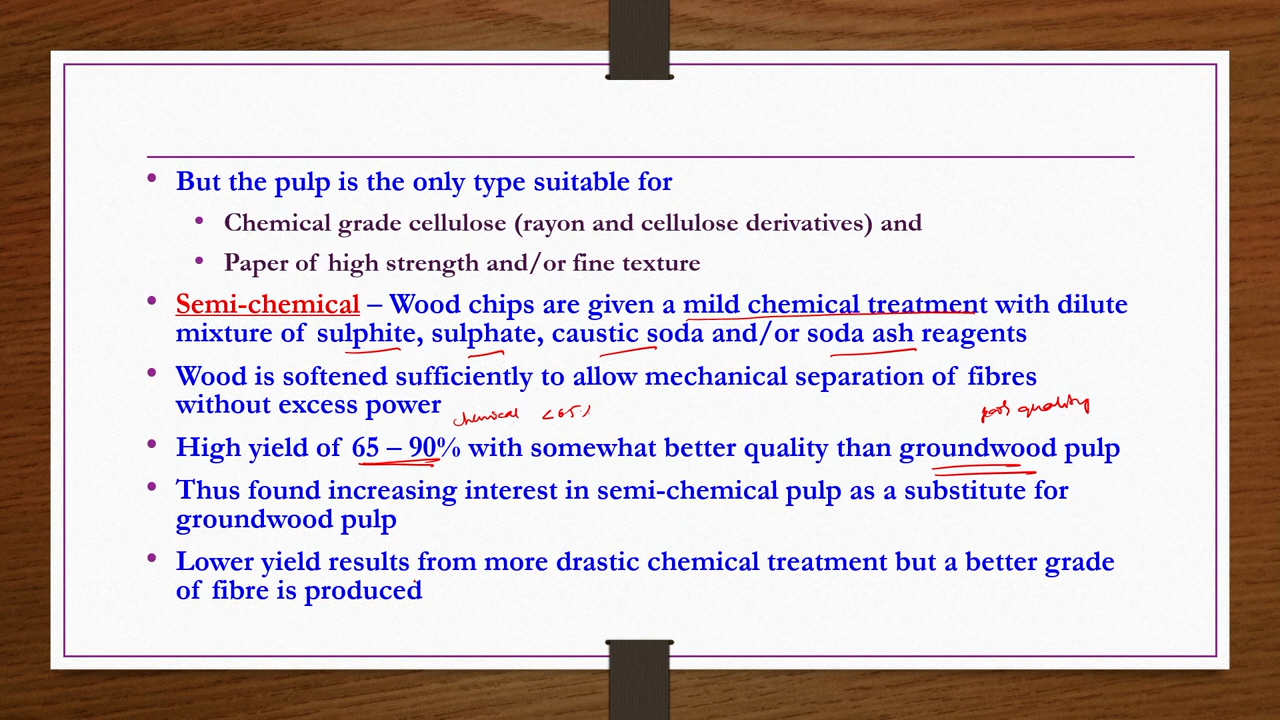 • But the pulp is the only type suitable for
• Chemical grade cellulose (rayon and cellulose derivatives) and
• Paper of high strength and/or fine texture
• Semi-chemical – Wood chips are given a mild chemical treatment with dilute
mixture of sulphite, sulphate, caustic soda and/or soda ash reagents
• Wood is softened sufficiently to allow mechanical separation of fibres
without excess power
chemical
poor quality
• High yield of 65 – 90% with somewhat better quality than groundwood pulp
• Thus found increasing interest in semi-chemical pulp as a substitute for
groundwood pulp
• Lower yield results from more drastic chemical treatment but a better grade
of fibre is produced